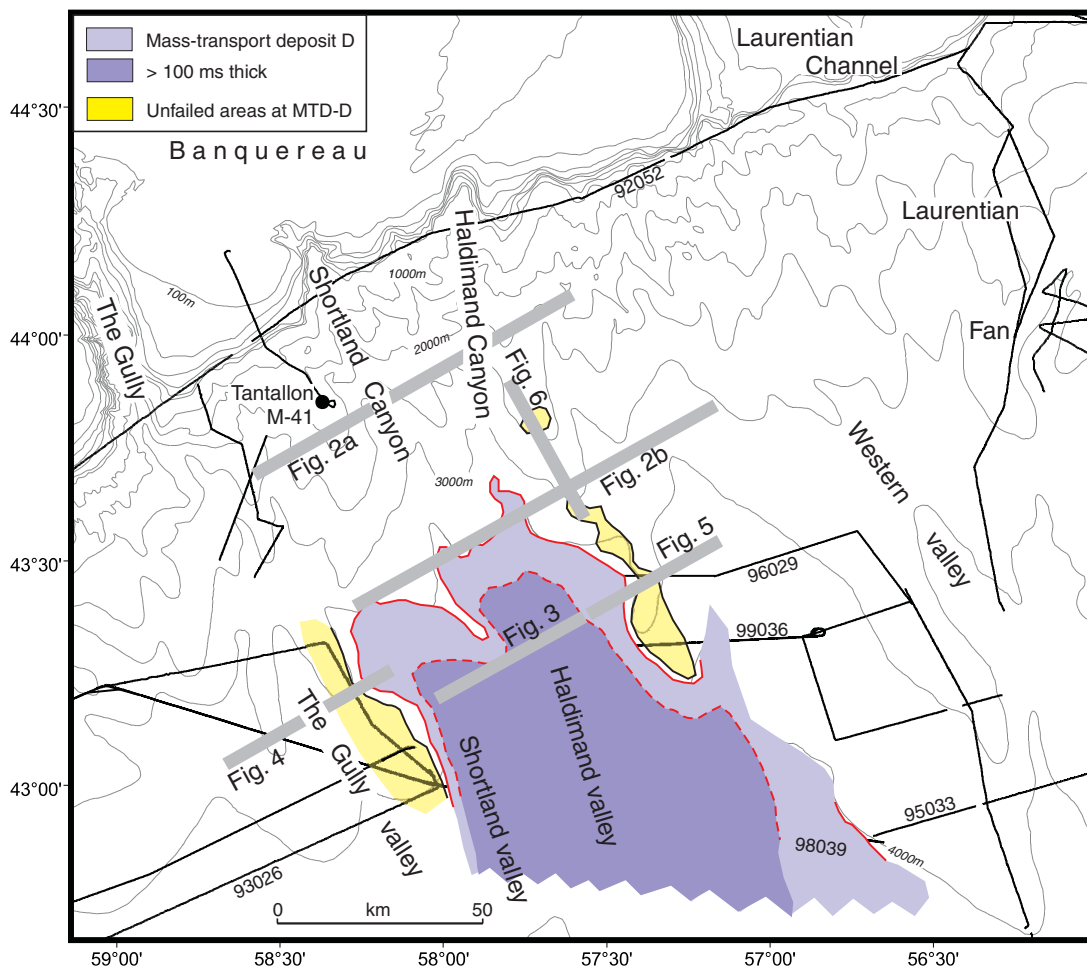 Mass-transport deposit D
> 100 ms thick
Unfailed areas at MTD-D
Banquereau
Laurentian
Channel
92052
Laurentian
Fan
The Gully
100m
1000m
2000m
3000m
4000m
Shortland
Canyon
Haldimand Canyon
Tantallon
M-41
Fig. 2a
Fig. 6
Fig. 2b
Fig. 5
Fig. 3
Fig. 4
Western
valley
96029
99036
95033
98039
93026
The Gully
valley
Shortland valley
Haldimand valley
0 km 50
44°30'
44°00'
43°30'
43°00'
59°00' 58°30' 58°00' 57°30' 57°00' 56°30'